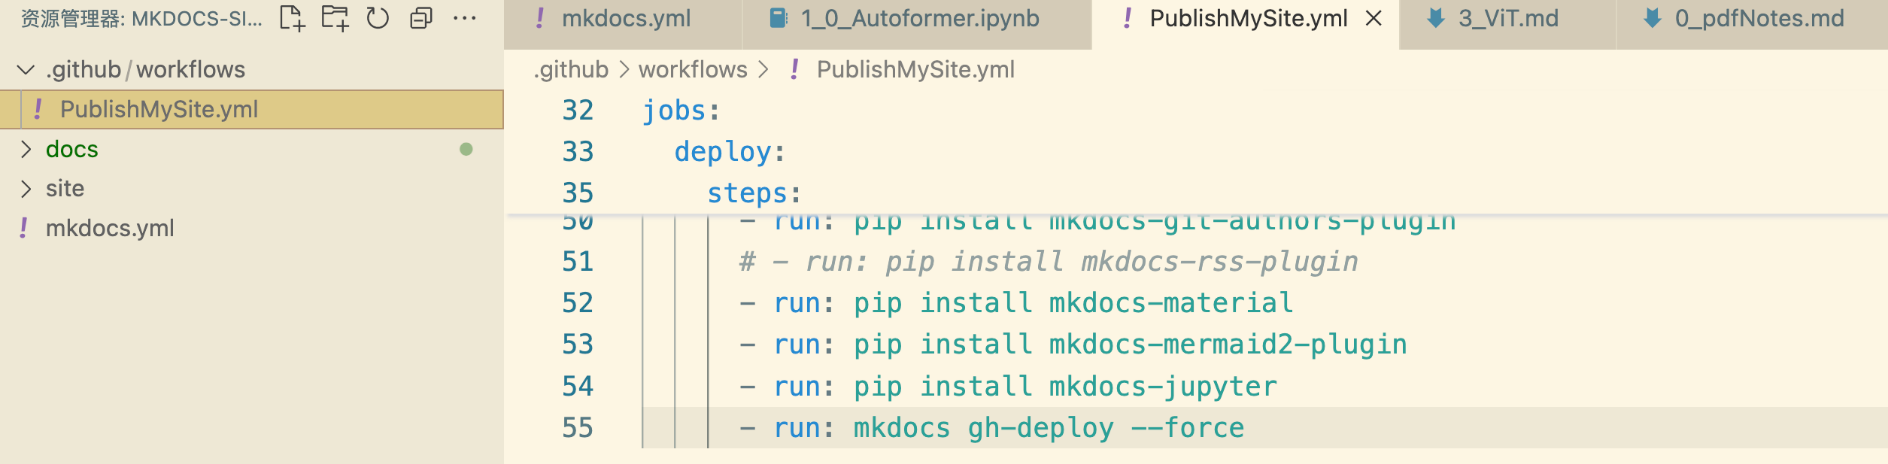 资源管理器: MKDOCS-SI...
.github/workflows
PublishMySite.yml
docs
site
mkdocs.yml
mkdocs.yml
1_0_Autoformer.ipynb
PublishMySite.yml
3_ViT.md
0_pdfNotes.md
.github > workflows > ! PublishMySite.yml
32 jobs:
33 deploy:
35 steps:
50 - run: pip install mkdocs-git-authors-plugin
51 # - run: pip install mkdocs-rss-plugin
52 - run: pip install mkdocs-material
53 - run: pip install mkdocs-mermaid2-plugin
54 - run: pip install mkdocs-jupyter
55 - run: mkdocs gh-deploy --force